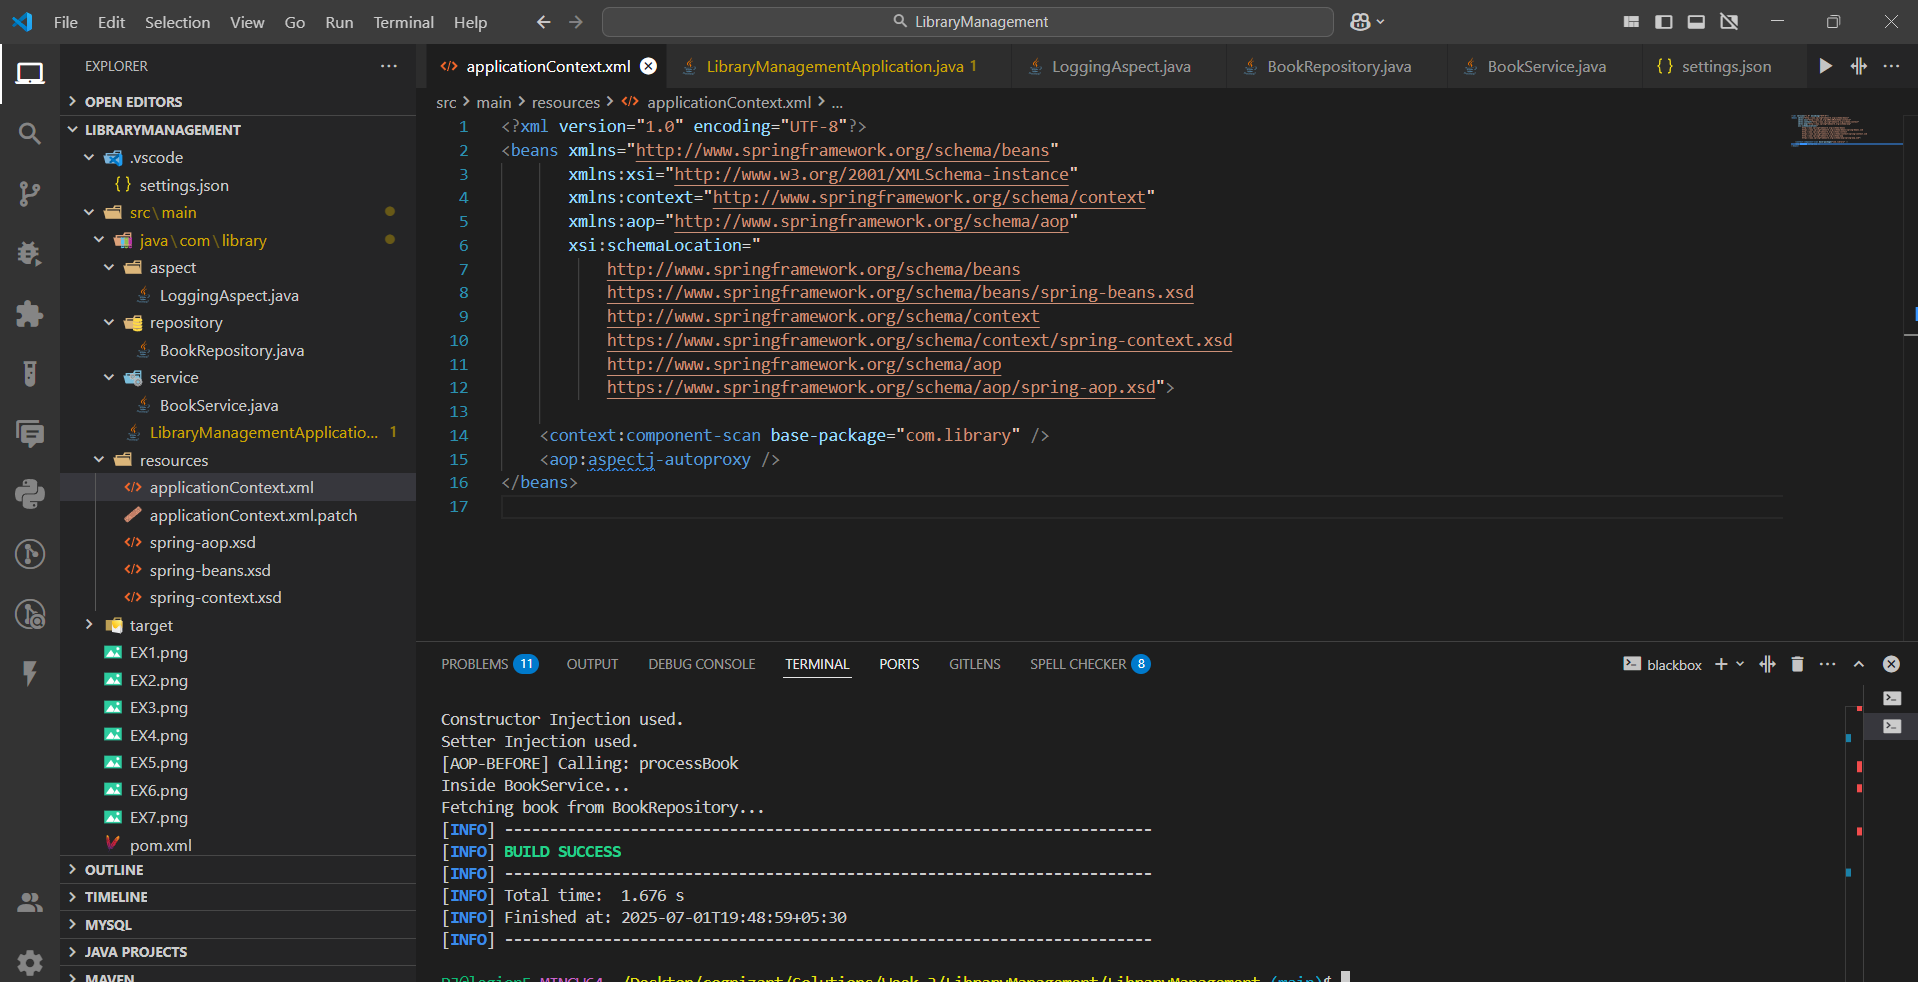 File Edit Selection View Go Run Terminal Help
LibraryManagement
EXPLORER
OPEN EDITORS
LIBRARYMANAGEMENT
.vscode
{} settings.json
src\main
java\com\library
aspect
LoggingAspect.java
repository
BookRepository.java
service
BookService.java
LibraryManagementApplicatio... 1
resources
applicationContext.xml
applicationContext.xml.patch
spring-aop.xsd
spring-beans.xsd
spring-context.xsd
target
EX1.png
EX2.png
EX3.png
EX4.png
EX5.png
EX6.png
EX7.png
pom.xml
OUTLINE
TIMELINE
MYSQL
JAVA PROJECTS
MAVEN
applicationContext.xml LibraryManagementApplication.java 1 LoggingAspect.java BookRepository.java BookService.java {} settings.json
src > main > resources > applicationContext.xml > ...
1 <?xml version="1.0" encoding="UTF-8"?>
2 <beans xmlns="http://www.springframework.org/schema/beans"
3 xmlns:xsi="http://www.w3.org/2001/XMLSchema-instance"
4 xmlns:context="http://www.springframework.org/schema/context"
5 xmlns:aop="http://www.springframework.org/schema/aop"
6 xsi:schemaLocation="
7 http://www.springframework.org/schema/beans
8 https://www.springframework.org/schema/beans/spring-beans.xsd
9 http://www.springframework.org/schema/context
10 https://www.springframework.org/schema/context/spring-context.xsd
11 http://www.springframework.org/schema/aop
12 https://www.springframework.org/schema/aop/spring-aop.xsd">
13
14 <context:component-scan base-package="com.library" />
15 <aop:aspectj-autoproxy />
16 </beans>
17
PROBLEMS 11 OUTPUT DEBUG CONSOLE TERMINAL PORTS GITLENS SPELL CHECKER 8 blackbox
Constructor Injection used.
Setter Injection used.
[AOP-BEFORE] Calling: processBook
Inside BookService...
Fetching book from BookRepository...
[INFO] ------------------------------------------------------------------------
[INFO] BUILD SUCCESS
[INFO] ------------------------------------------------------------------------
[INFO] Total time:  1.676 s
[INFO] Finished at: 2025-07-01T19:48:59+05:30
[INFO] ------------------------------------------------------------------------
MINGW64 ~/Desktop/cognizant/Solutions/Week 2/LibraryManagement/LibraryManagement (main)$